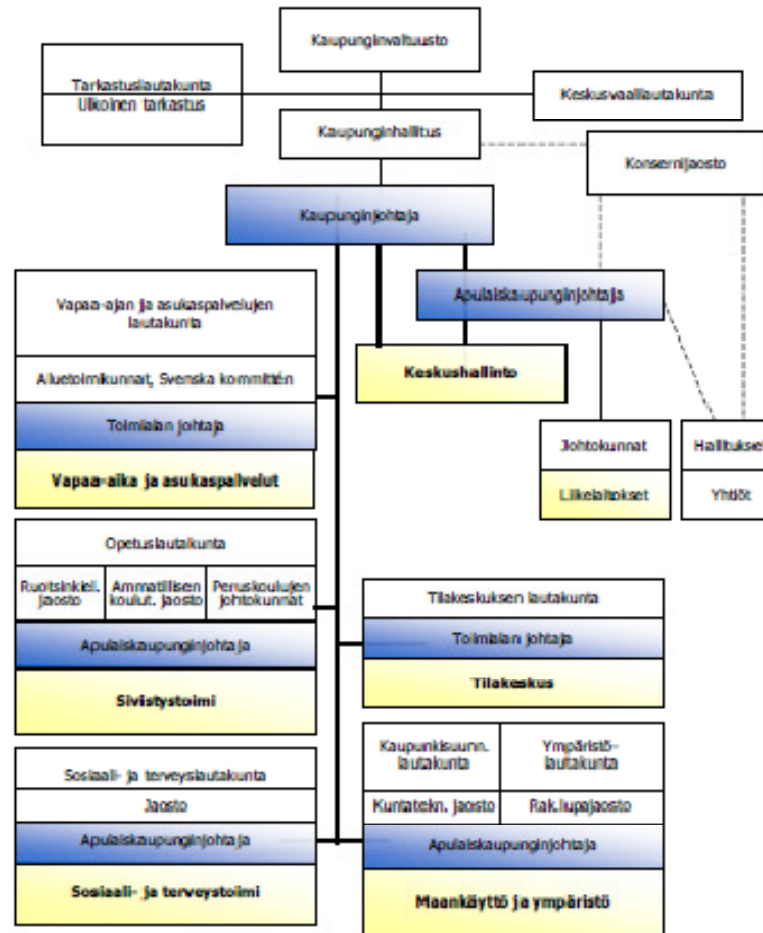 Kaupunginvaltuusto
Tarkastuslautakunta
Ulkoinen tarkastus
Keskusvaalilautakunta
Kaupunginhallitus
Konsernijaosto
Kaupunginjohtaja
Vapaa-ajan ja asukaspalvelujen
lautakunta
Aluetoimikunnat, Svenska kommittén
Toimialan johtaja
Vapaa-aika ja asukaspalvelut
Apulaiskaupunginjohtaja
Keskushallinto
Johtokunnat
Liikelaitokset
Hallitukset
Yhtiöt
Opetuslautakunta
Ruotsinkiel.
jaosto
Ammatillisen
koulut. jaosto
Peruskoulujen
johtokunnat
Apulaiskaupunginjohtaja
Sivistystoimi
Tilakeskuksen lautakunta
Toimialan johtaja
Tilakeskus
Sosiaali- ja terveyslautakunta
Jaosto
Apulaiskaupunginjohtaja
Sosiaali- ja terveystoimi
Kaupunkisuunn.
lautakunta
Ympäristö-
lautakunta
Kuntatekn. jaosto
Rak.lupajaosto
Apulaiskaupunginjohtaja
Maankäyttö ja ympäristö